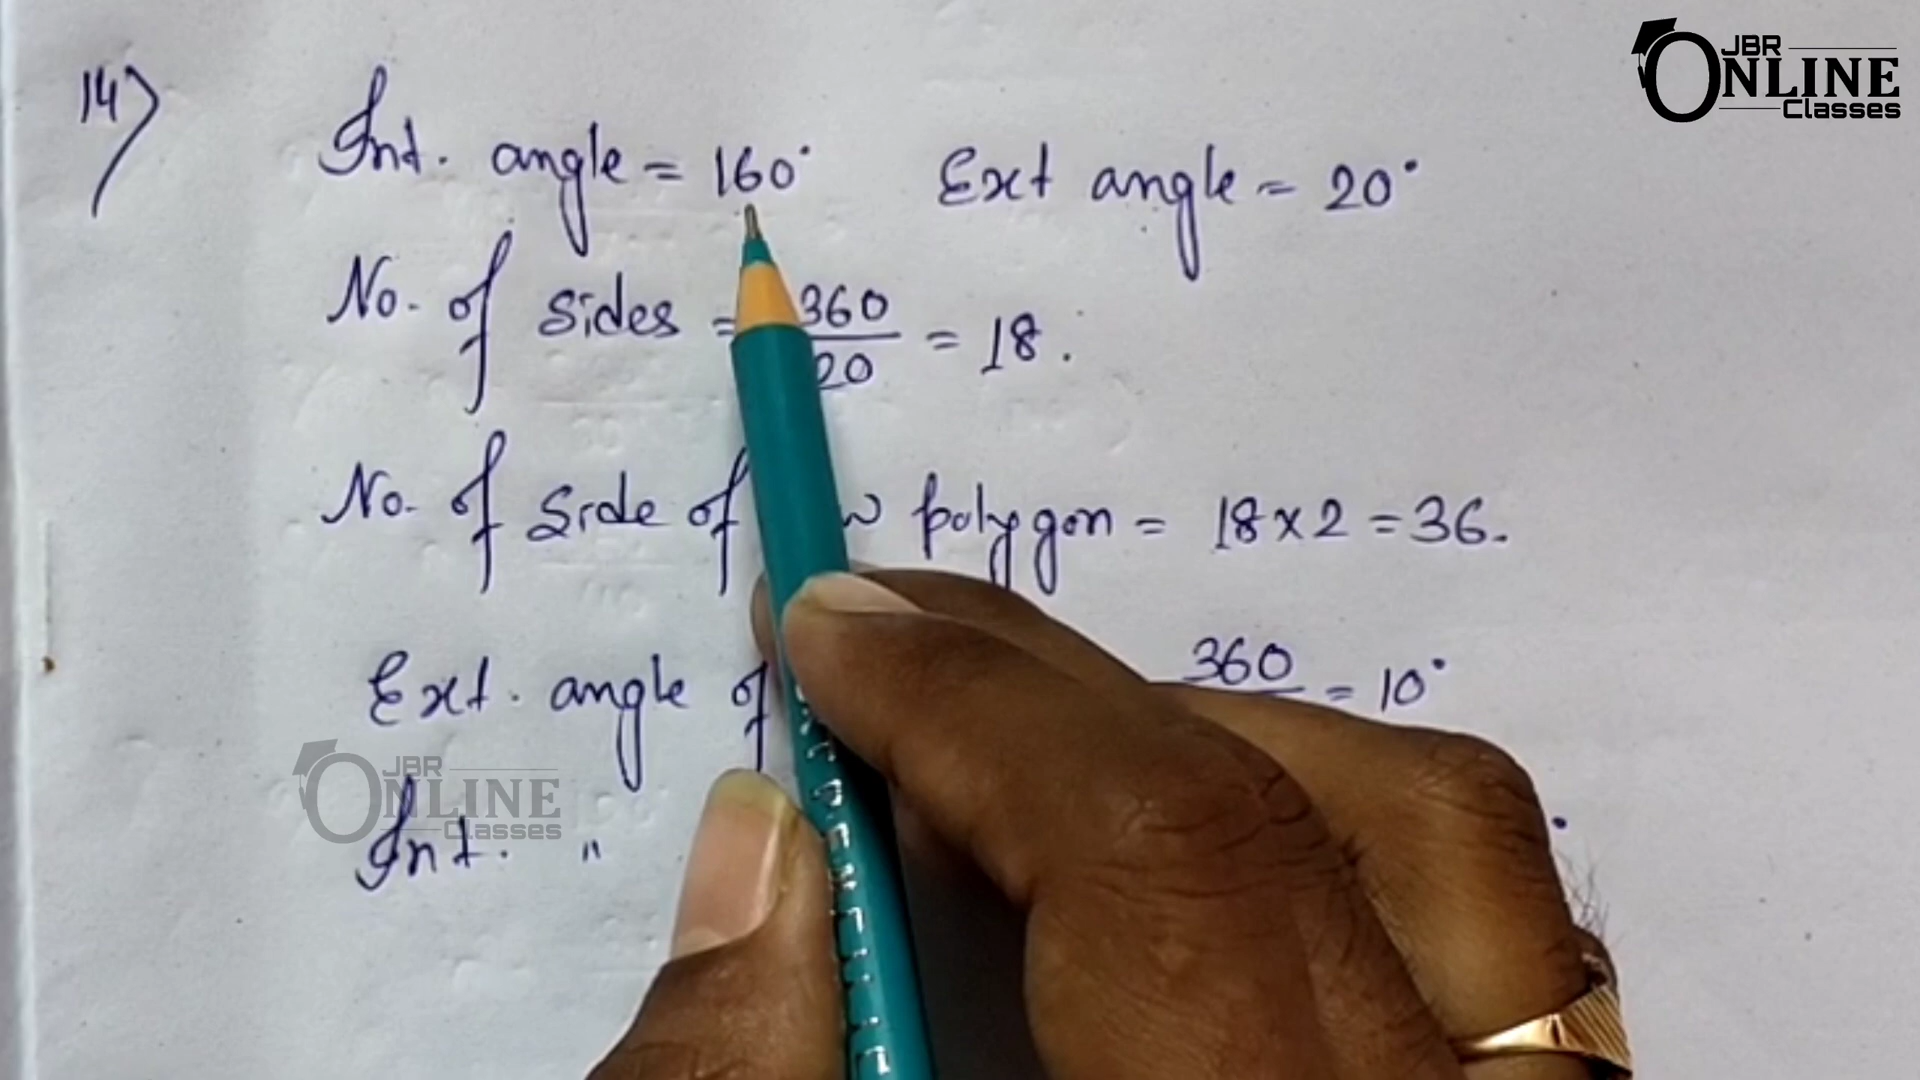 JBR
ONLINE
Classes
14)
Int. angle = 160° Ext angle = 20°
No. of sides = 360/20 = 18.
No. of side of polygon = 18 × 2 = 36.
Ext. angle of 360 = 10°
JBR
ONLINE
Classes
Int. "